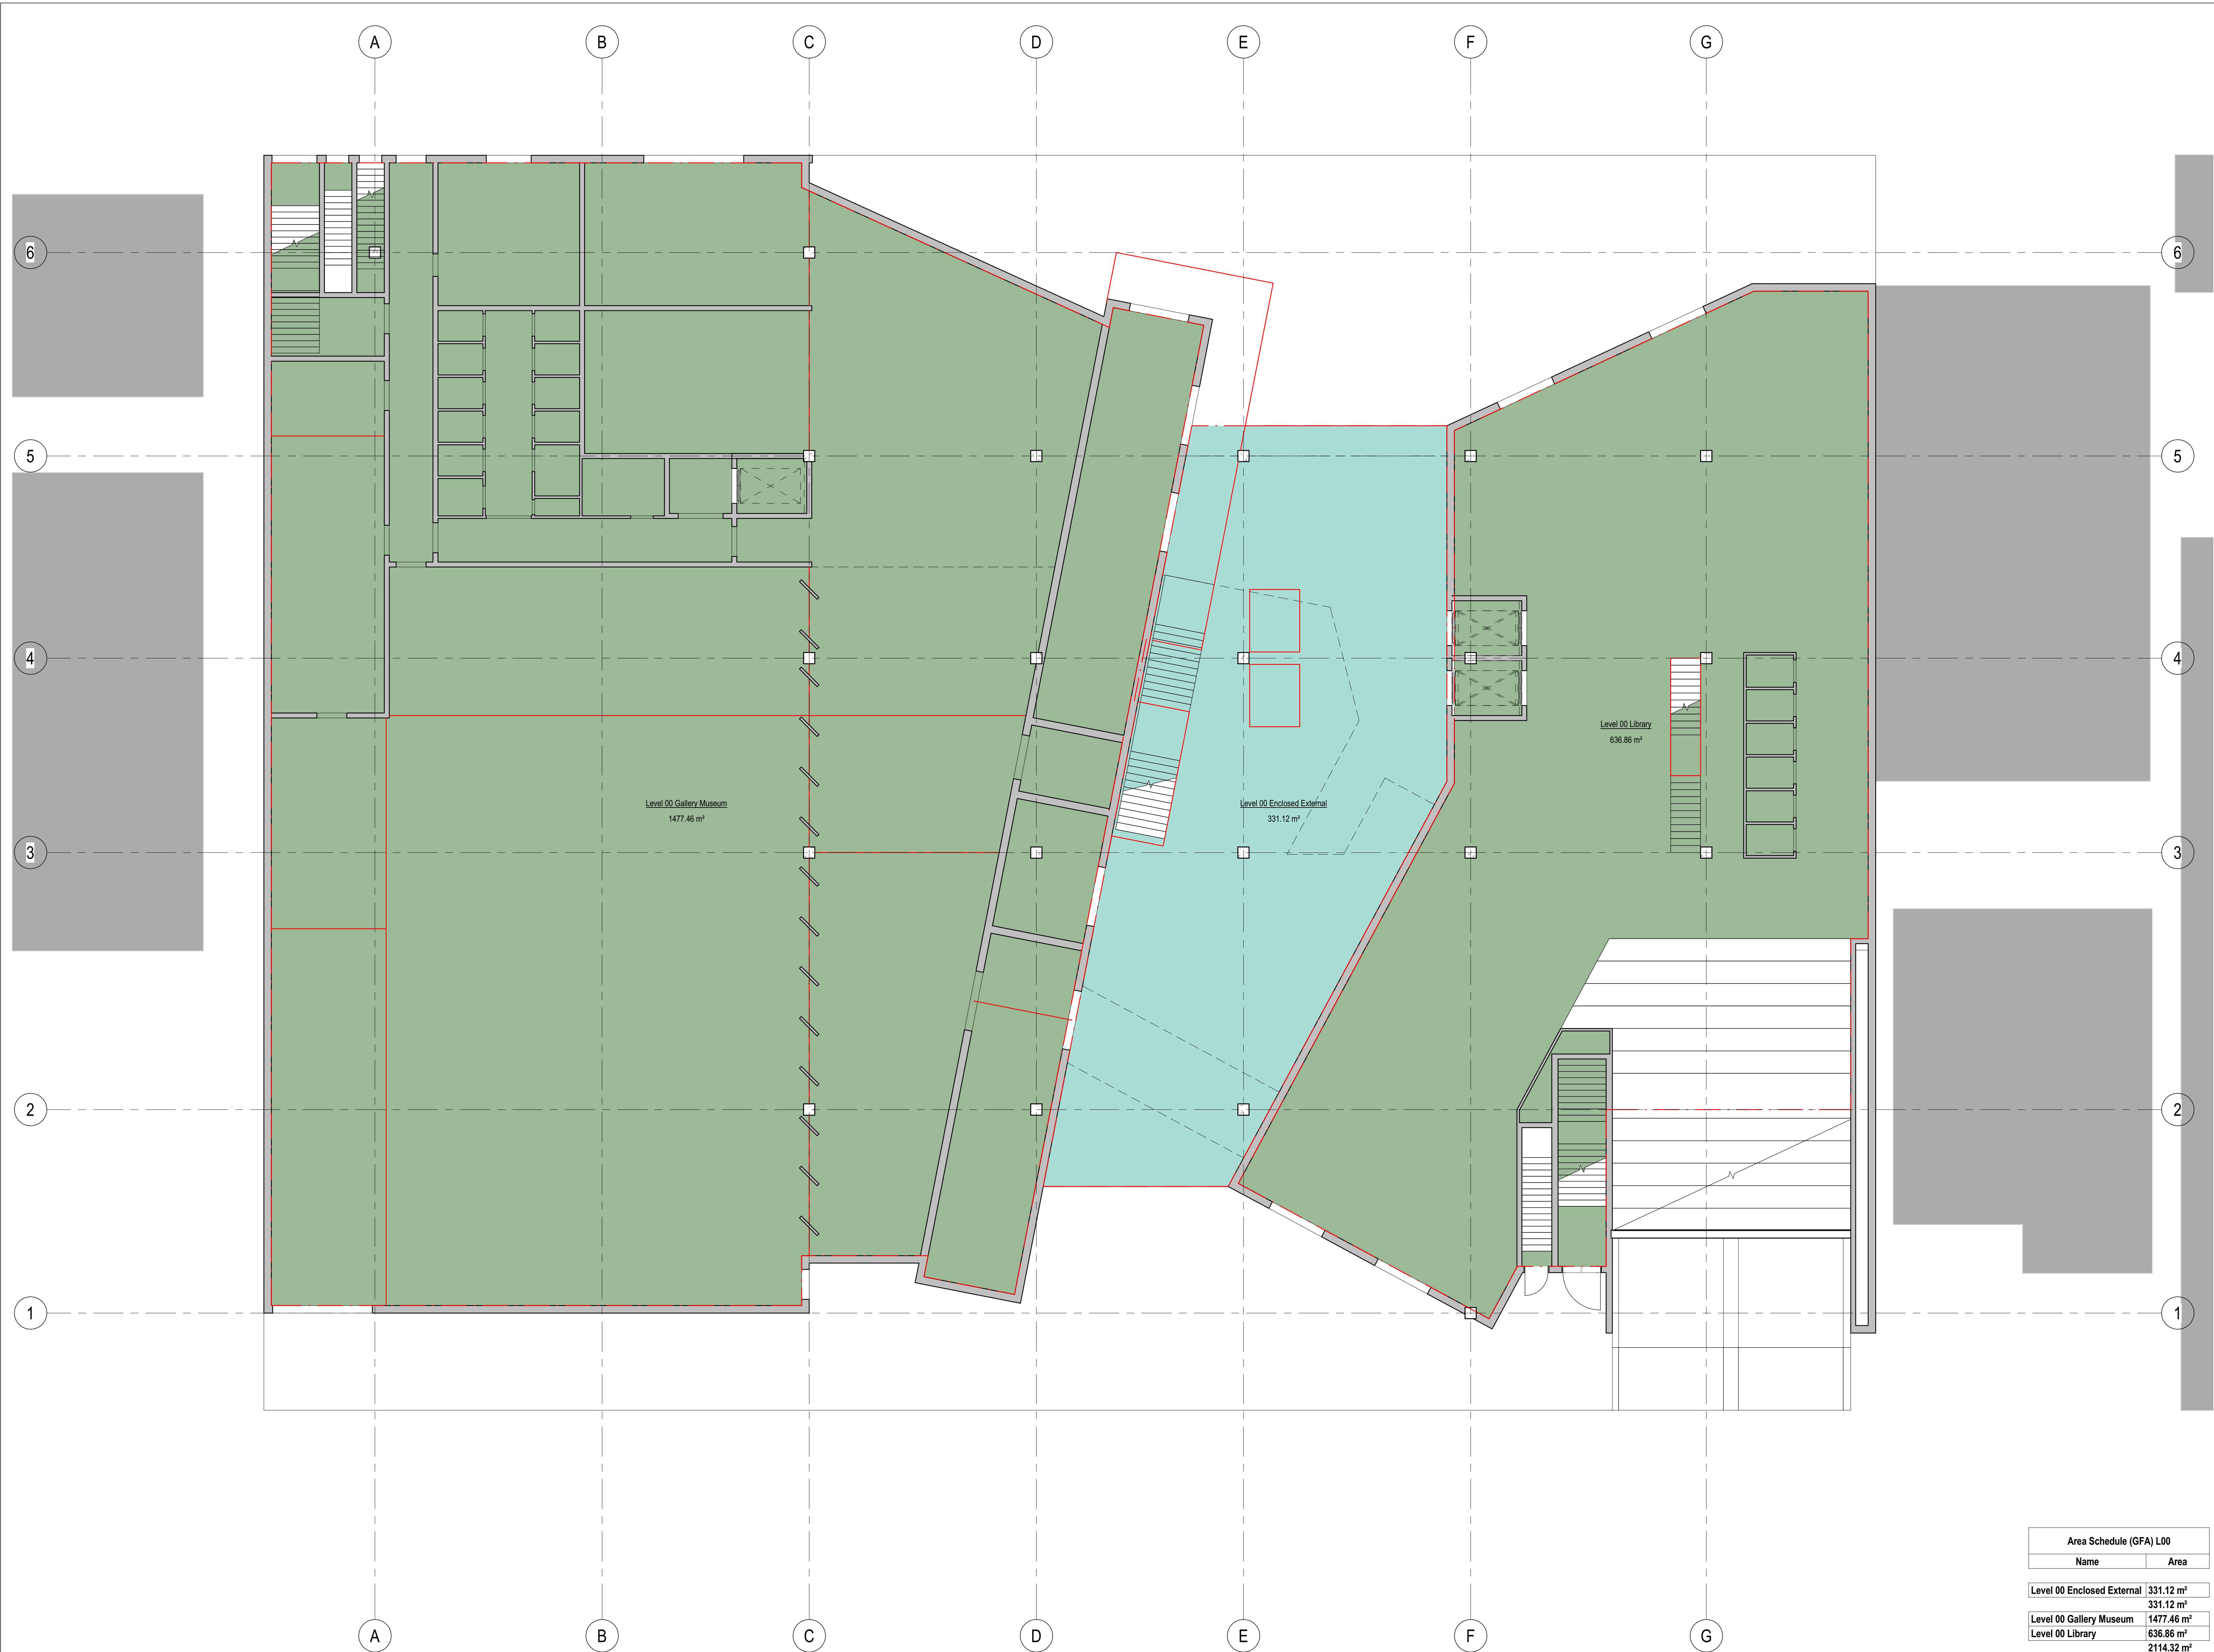 A B C D E F G
6 6
5 5
4 4
Level 00 Library
636.86 m²
Level 00 Gallery Museum
1477.46 m²
Level 00 Enclosed External
331.12 m²
3 3
2 2
1 1
Area Schedule (GFA) L00
Name Area
Level 00 Enclosed External 331.12 m²
331.12 m²
Level 00 Gallery Museum 1477.46 m²
Level 00 Library 636.86 m²
2114.32 m²
A B C D E F G